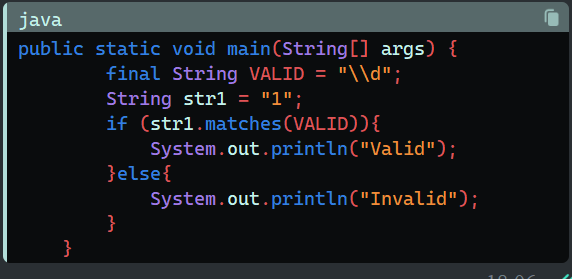 java
public static void main(String[] args) {
        final String VALID = "\\d";
        String str1 = "1";
        if (str1.matches(VALID)){
            System.out.println("Valid");
        }else{
            System.out.println("Invalid");
        }
    }